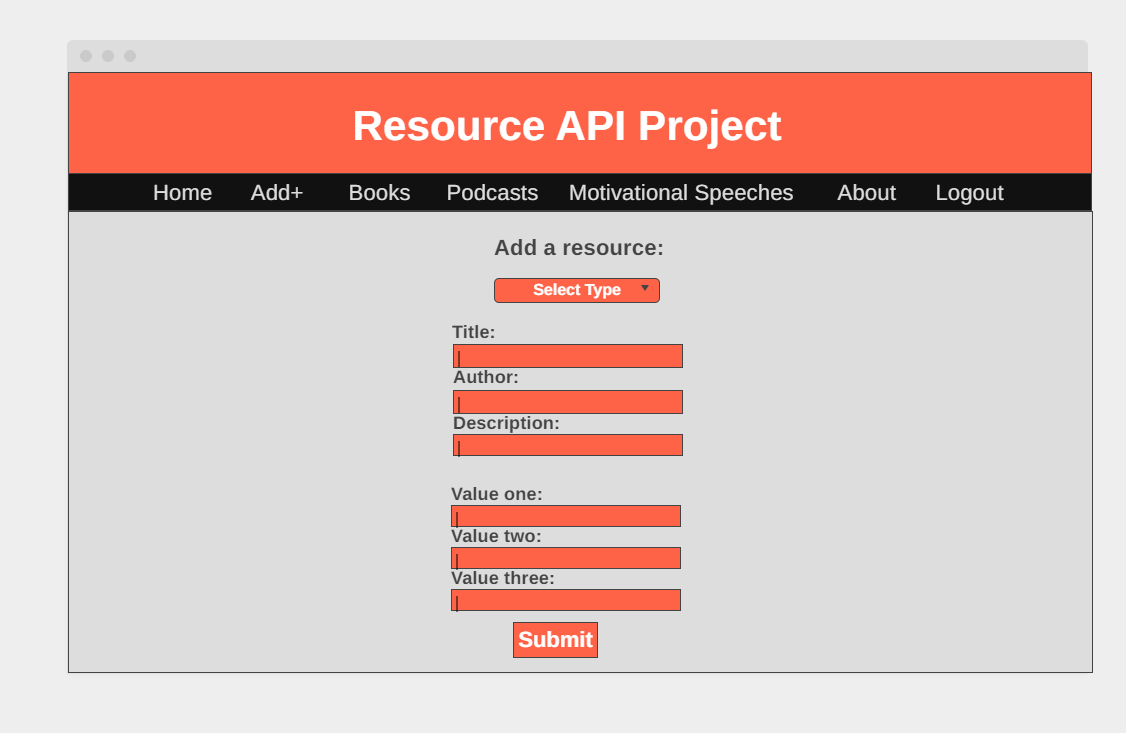 Resource API Project
Home Add+ Books Podcasts Motivational Speeches About Logout
Add a resource:
Select Type
Title:
Author:
Description:
Value one:
Value two:
Value three:
Submit